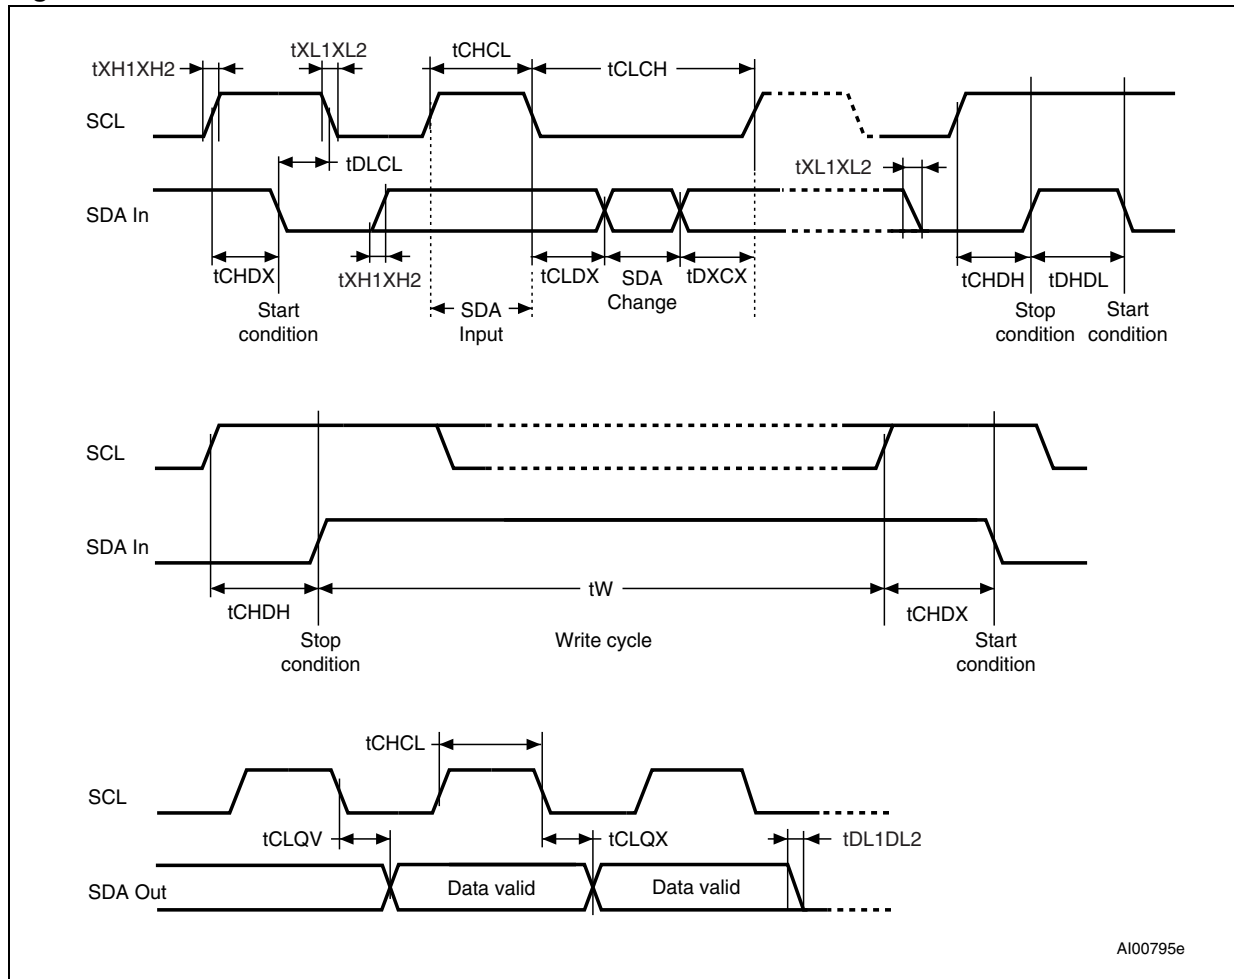 tXL1XL2
tCHCL
tXH1XH2
tCLCH
SCL
tDLCL
tXL1XL2
SDA In
tCHDX
tXH1XH2
tCLDX
SDA
Change
tDXCX
tCHDH
tDHDL
Start
condition
SDA
Input
Stop
condition
Start
condition
SCL
SDA In
tCHDH
tW
tCHDX
Stop
condition
Write cycle
Start
condition
tCHCL
SCL
tCLQV
tCLQX
tDL1DL2
SDA Out
Data valid
Data valid
AI00795e